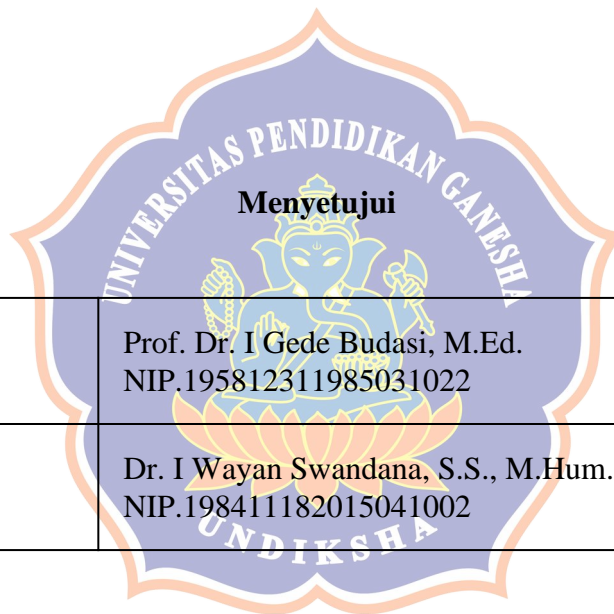 UNIVERSITAS PENDIDIKAN GANESHA
Menyetujui
Prof. Dr. I Gede Budasi, M.Ed.
NIP.195812311985031022
Dr. I Wayan Swandana, S.S., M.Hum.
NIP.198411182015041002
UNDIKSHA